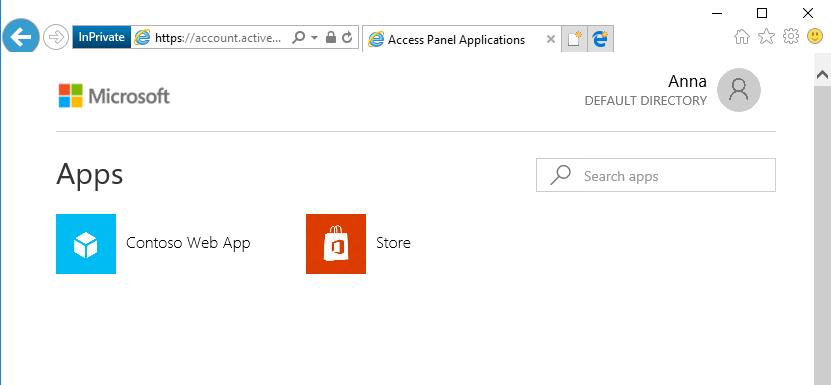 InPrivate https://account.active... Access Panel Applications
Microsoft
Anna
DEFAULT DIRECTORY
Apps
Search apps
Contoso Web App Store